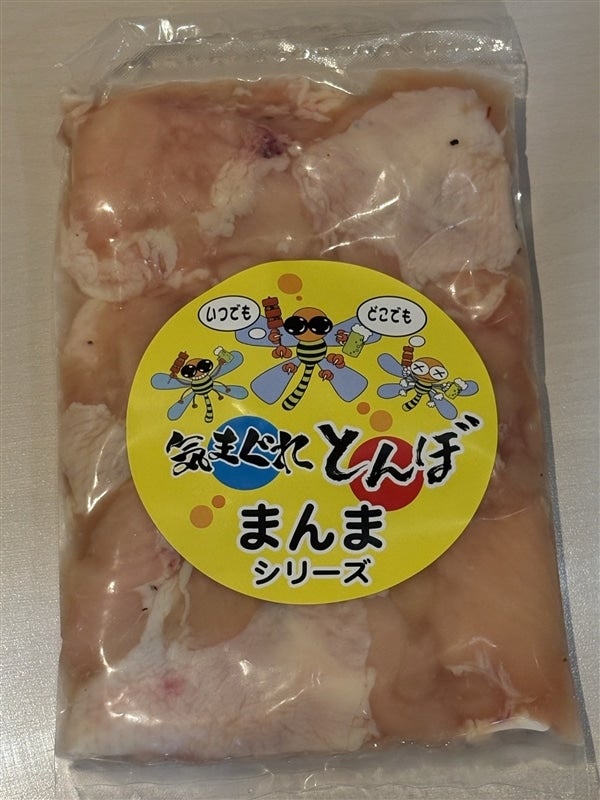 いつでも
どこでも
気まぐれとんぼ
まんま
シリーズ